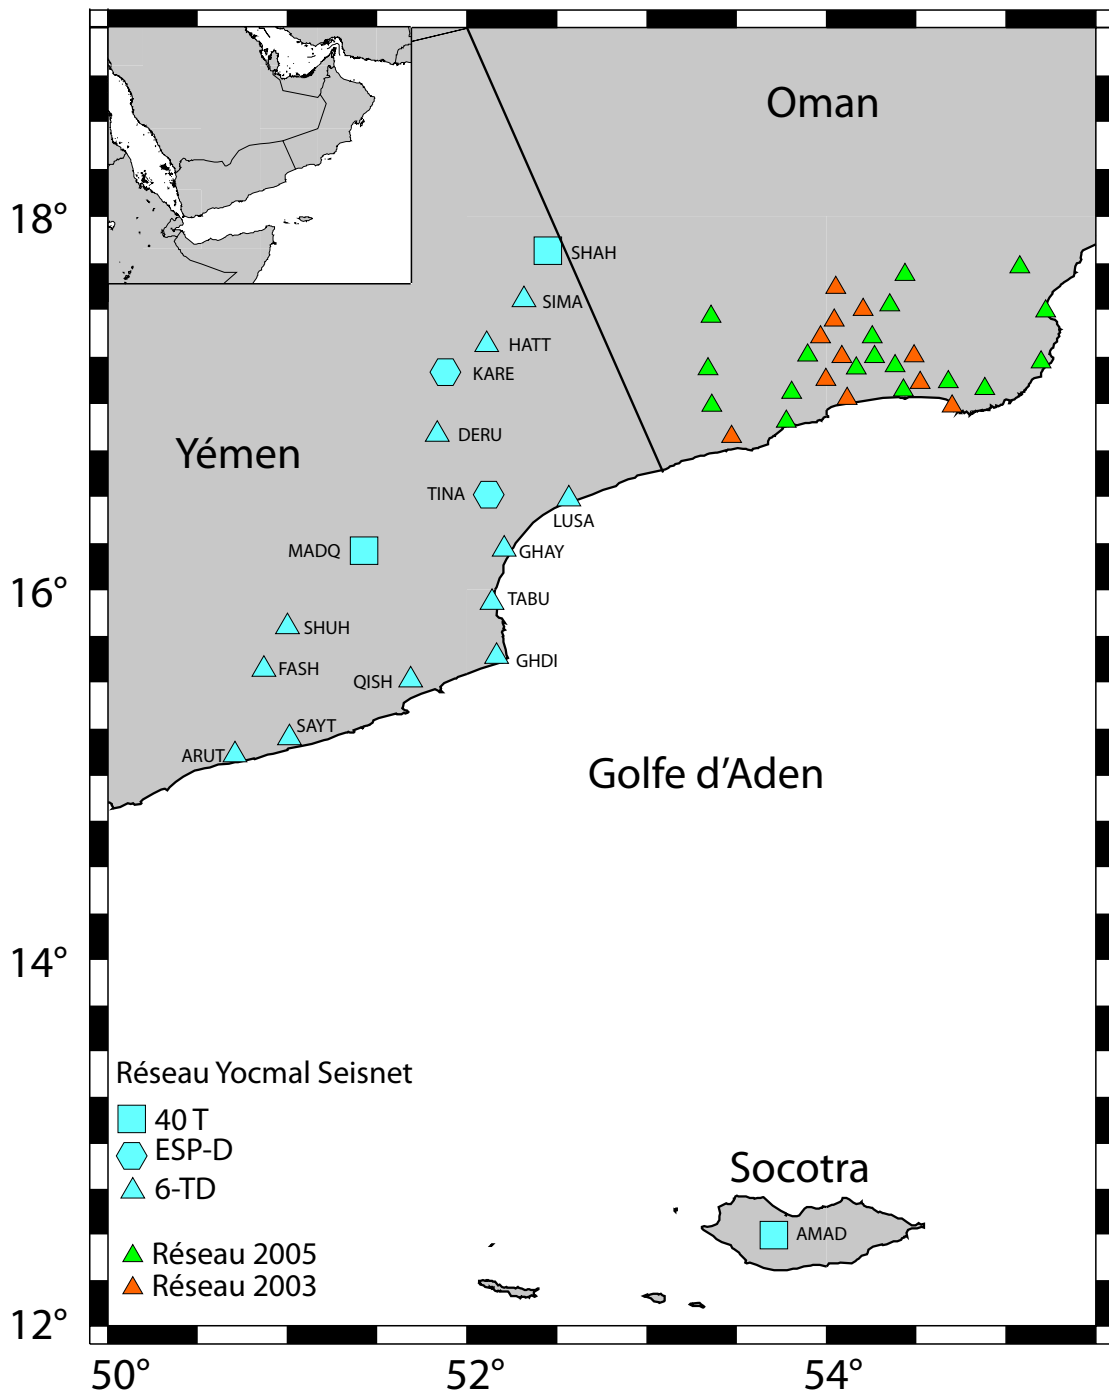 Oman
18°
SHAH
SIMA
HATT
KARE
DERU
Yémen
TINA
LUSA
MADQ
GHAY
16°
TABU
SHUH
GHDI
FASH
QISH
SAYT
ARUT
Golfe d'Aden
14°
Réseau Yocmal Seisnet
40 T
ESP-D
6-TD
Socotra
AMAD
Réseau 2005
Réseau 2003
12°
50°
52°
54°